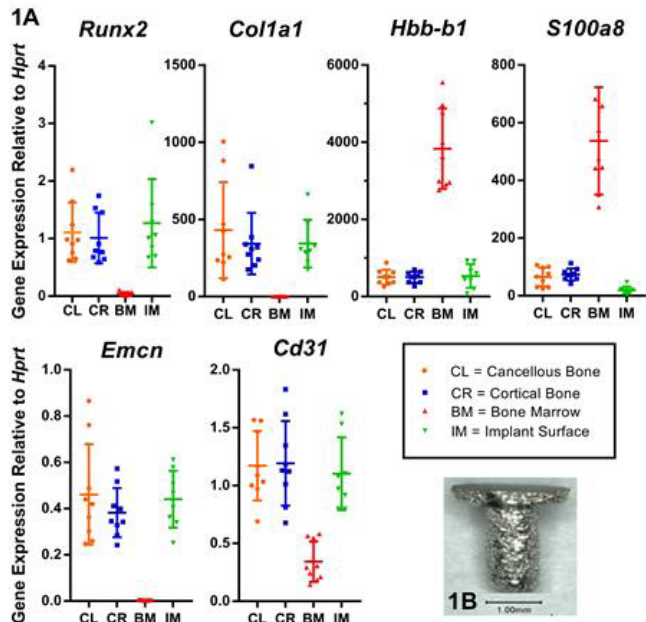 1A
Runx2 Col1a1 Hbb-b1 S100a8
Gene Expression Relative to Hprt
4
3
2
1
0
CL CR BM IM
1500
1000
500
0
CL CR BM IM
6000
4000
2000
0
CL CR BM IM
800
600
400
200
0
CL CR BM IM
Emcn Cd31
Gene Expression Relative to Hprt
1.0
0.8
0.6
0.4
0.2
0.0
CL CR BM IM
2.0
1.5
1.0
0.5
0.0
CL CR BM IM
CL = Cancellous Bone
CR = Cortical Bone
BM = Bone Marrow
IM = Implant Surface
1B
1.00mm